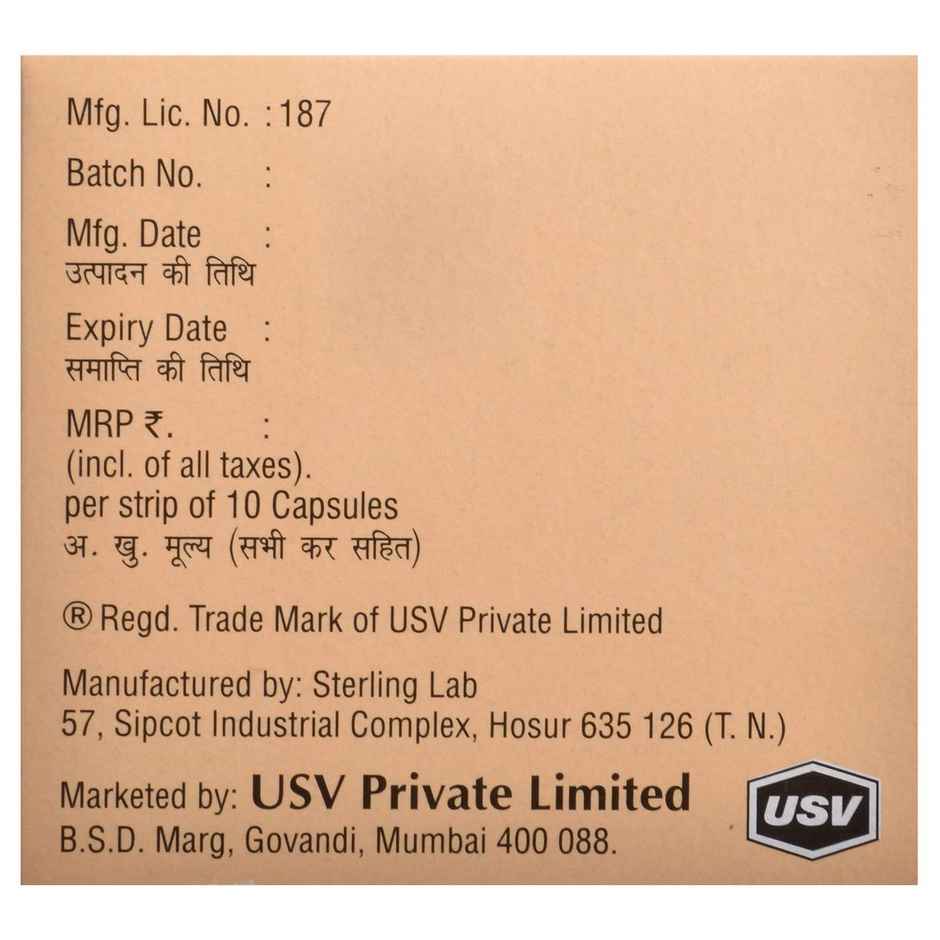 Mfg. Lic. No. : 187
Batch No. :
Mfg. Date :
उत्पादन की तिथि
Expiry Date :
समाप्ति की तिथि
MRP ₹. :
(incl. of all taxes).
per strip of 10 Capsules
अ. खु. मूल्य (सभी कर सहित)
® Regd. Trade Mark of USV Private Limited
Manufactured by: Sterling Lab
57, Sipcot Industrial Complex, Hosur 635 126 (T. N.)
Marketed by: USV Private Limited
B.S.D. Marg, Govandi, Mumbai 400 088.
USV